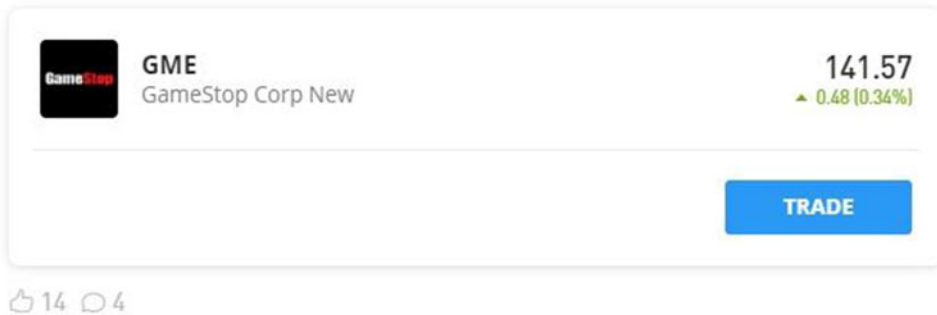 GameStop
GME
GameStop Corp New
141.57
▲ 0.48 (0.34%)
TRADE
14 4